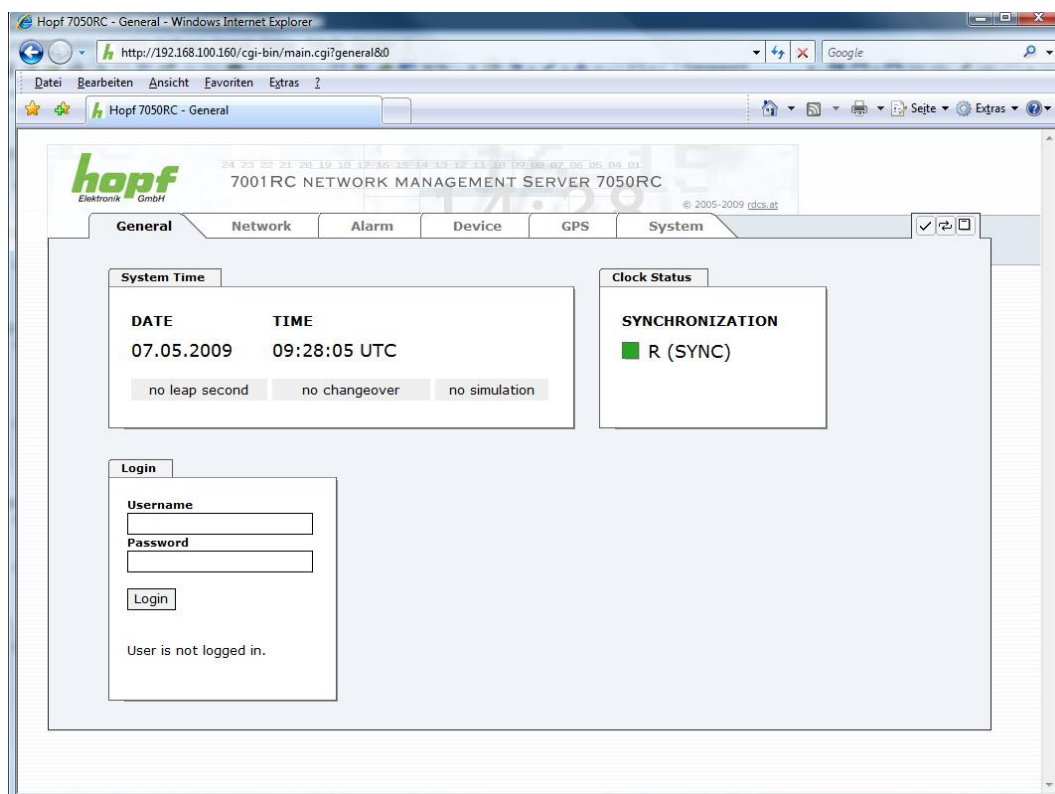 Hopf 7050RC - General - Windows Internet Explorer
http://192.168.100.160/cgi-bin/main.cgi?general&0
Google
Datei Bearbeiten Ansicht Favoriten Extras ?
Hopf 7050RC - General
Seite Extras
hopf
Elektronik GmbH
24 23 22 21 20 19 18 17 16 15 14 13 12 11 10 09 08 07 06 05 04 01
7001RC NETWORK MANAGEMENT SERVER 7050RC
14:28
© 2005-2009 rdcs.at
General Network Alarm Device GPS System
System Time
Clock Status
DATE TIME
SYNCHRONIZATION
07.05.2009 09:28:05 UTC
R (SYNC)
no leap second no changeover no simulation
Login
Username
Password
Login
User is not logged in.